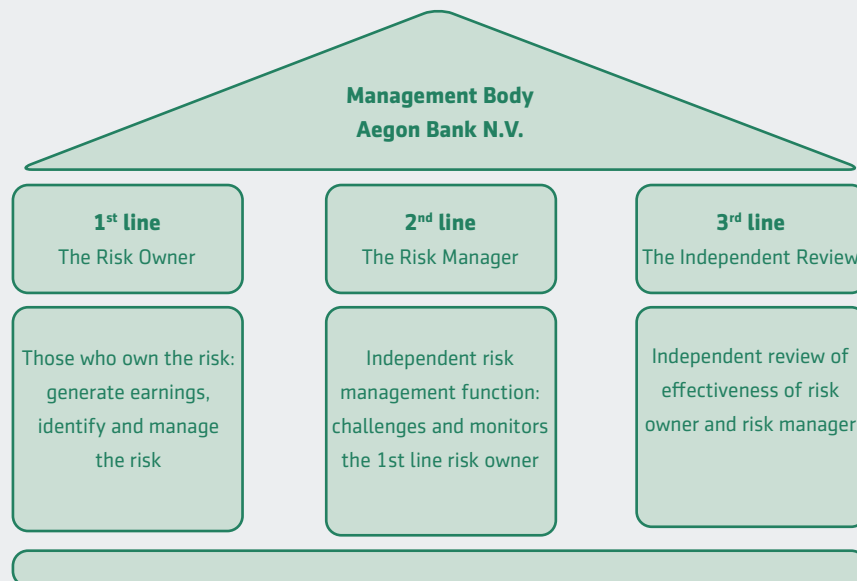 Management Body
Aegon Bank N.V.
1st line
The Risk Owner
2nd line
The Risk Manager
3rd line
The Independent Review
Those who own the risk:
generate earnings,
identify and manage
the risk
Independent risk
management function:
challenges and monitors
the 1st line risk owner
Independent review of
effectiveness of risk
owner and risk manager